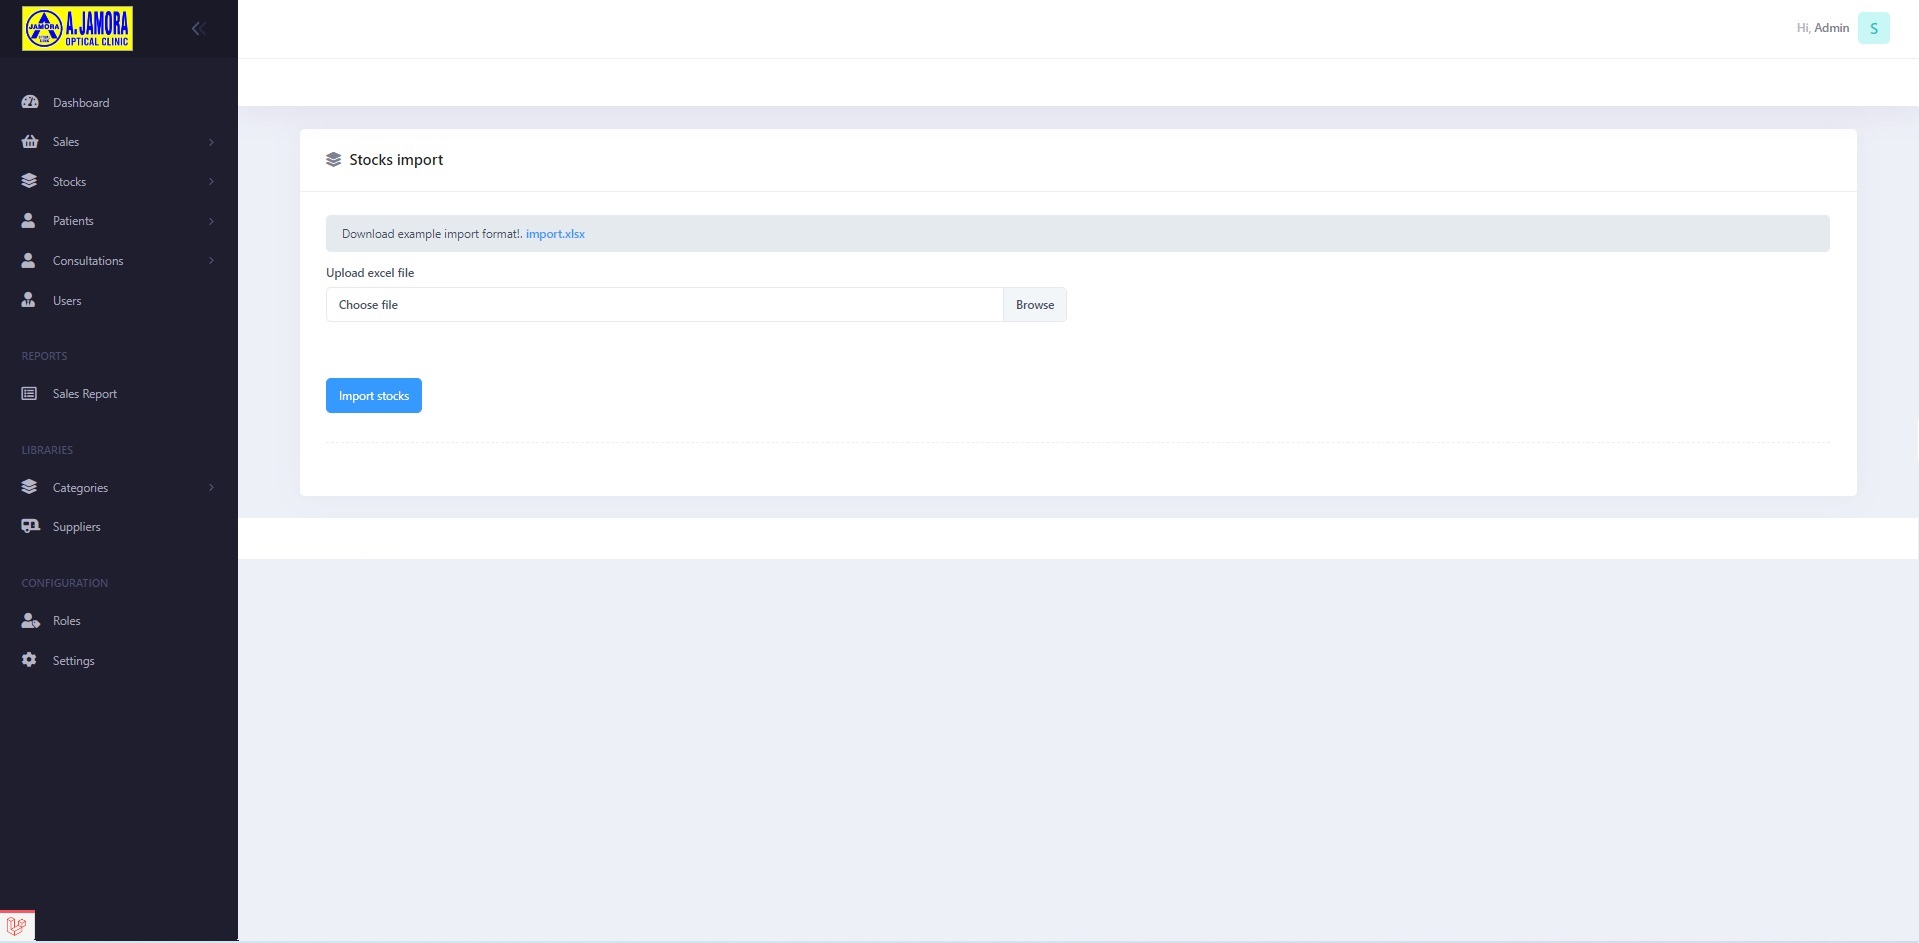 JAMORA
A. JAMORA
OPTICAL CLINIC
Hi, Admin
S
Dashboard
Sales
Stocks
Patients
Consultations
Users
REPORTS
Sales Report
LIBRARIES
Categories
Suppliers
CONFIGURATION
Roles
Settings
Stocks import
Download example import format!. import.xlsx
Upload excel file
Choose file
Browse
Import stocks